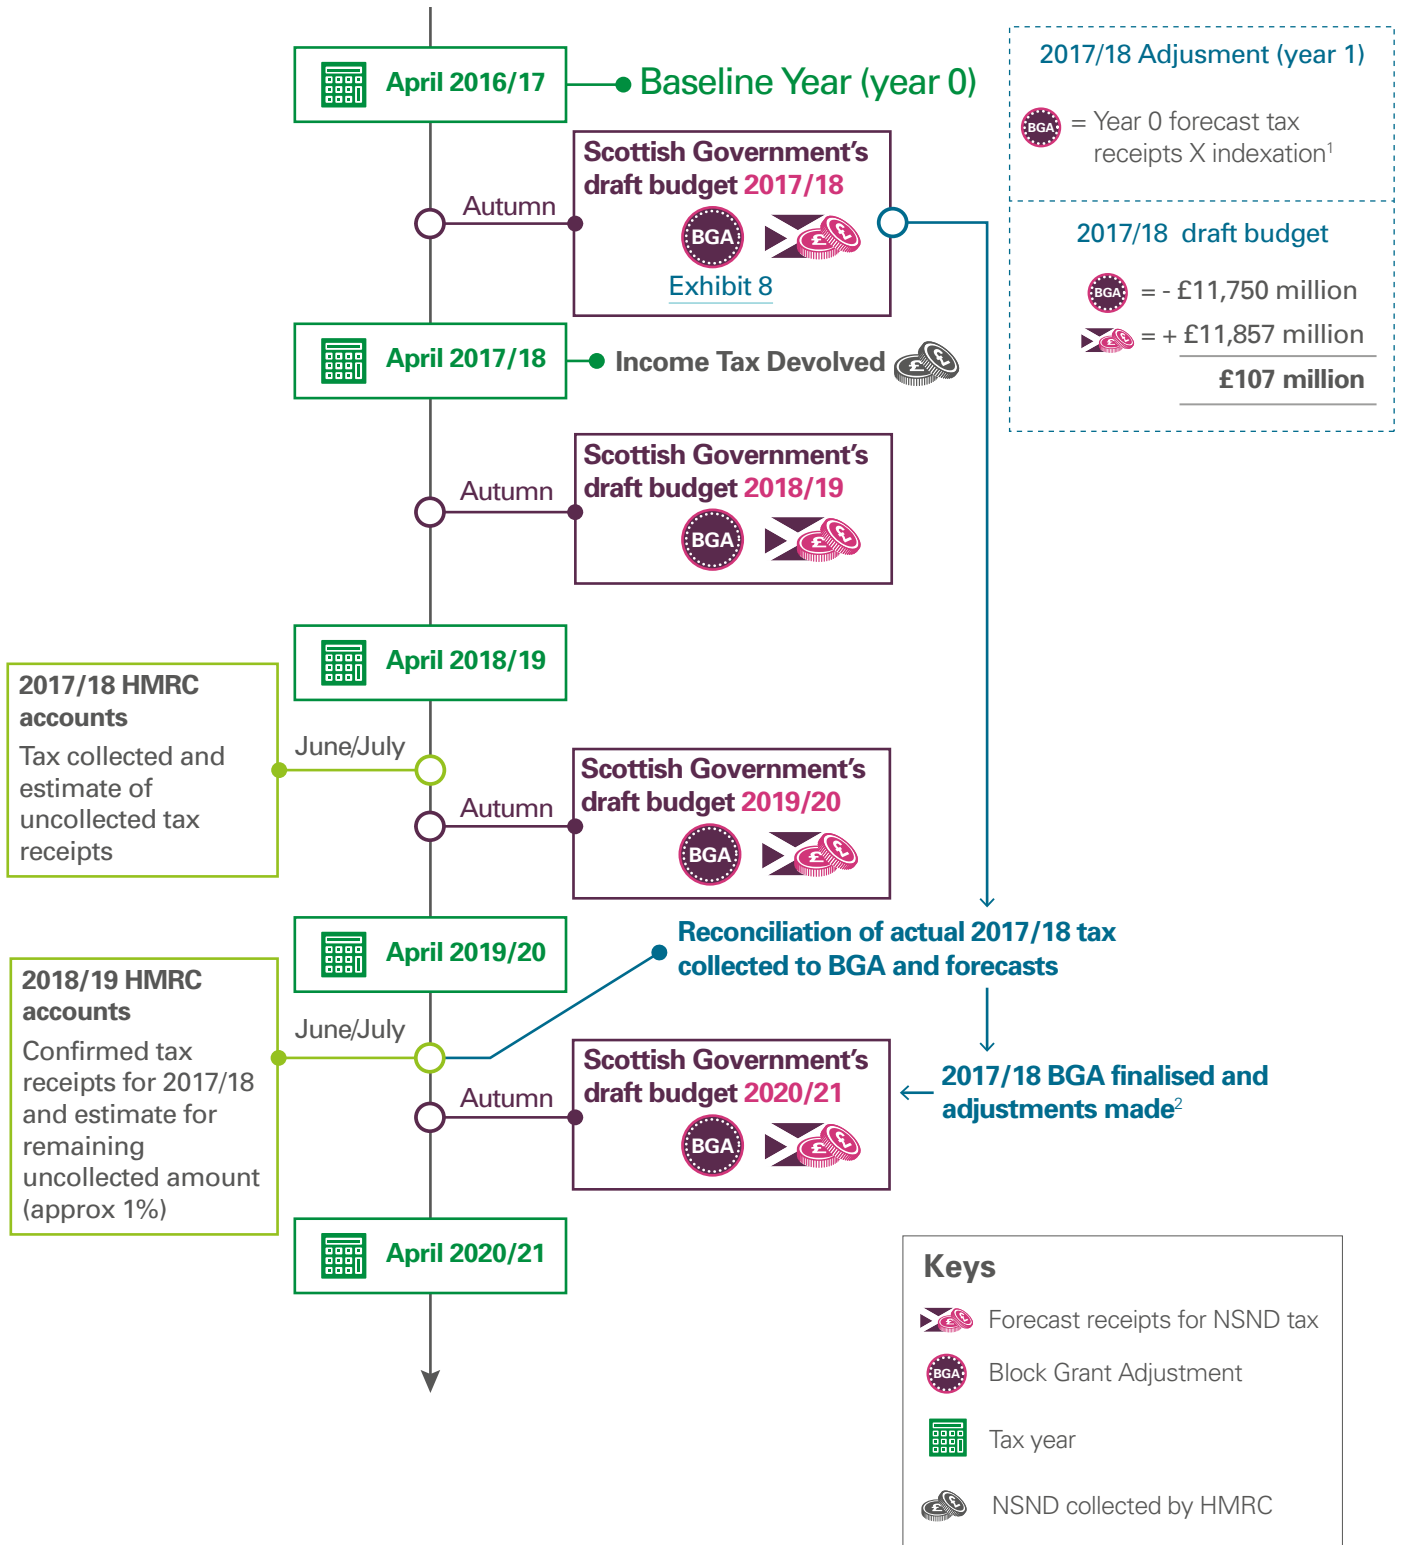 April 2016/17
Baseline Year (year 0)
2017/18 Adjusment (year 1)
BGA = Year 0 forecast tax
receipts X indexation1
2017/18 draft budget
BGA = - £11,750 million
= + £11,857 million
£107 million
Autumn
Scottish Government's
draft budget 2017/18
BGA
Exhibit 8
April 2017/18
Income Tax Devolved
Autumn
Scottish Government's
draft budget 2018/19
BGA
April 2018/19
2017/18 HMRC
accounts
Tax collected and
estimate of
uncollected tax
receipts
June/July
Autumn
Scottish Government's
draft budget 2019/20
BGA
April 2019/20
Reconciliation of actual 2017/18 tax
collected to BGA and forecasts
2018/19 HMRC
accounts
Confirmed tax
receipts for 2017/18
and estimate for
remaining
uncollected amount
(approx 1%)
June/July
Autumn
Scottish Government's
draft budget 2020/21
BGA
2017/18 BGA finalised and
adjustments made2
April 2020/21
Keys
Forecast receipts for NSND tax
BGA Block Grant Adjustment
Tax year
NSND collected by HMRC